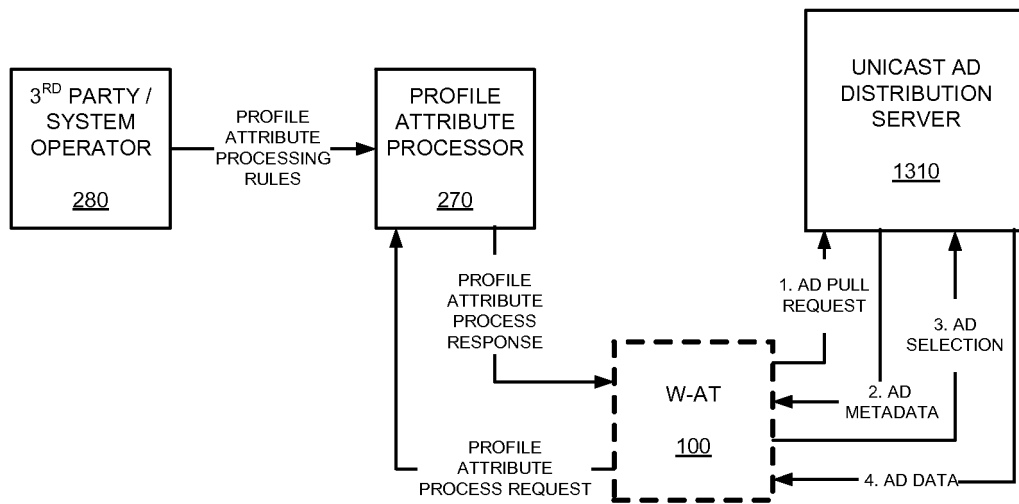 3RD PARTY /
SYSTEM
OPERATOR
280
PROFILE
ATTRIBUTE
PROCESSING
RULES
PROFILE
ATTRIBUTE
PROCESSOR
270
UNICAST AD
DISTRIBUTION
SERVER
1310
PROFILE
ATTRIBUTE
PROCESS
RESPONSE
1. AD PULL
REQUEST
3. AD
SELECTION
2. AD
METADATA
W-AT
100
PROFILE
ATTRIBUTE
PROCESS REQUEST
4. AD DATA